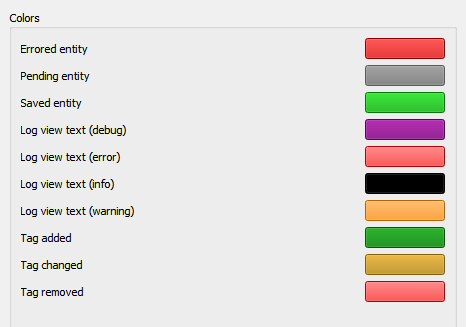 Colors
Errored entity
Pending entity
Saved entity
Log view text (debug)
Log view text (error)
Log view text (info)
Log view text (warning)
Tag added
Tag changed
Tag removed